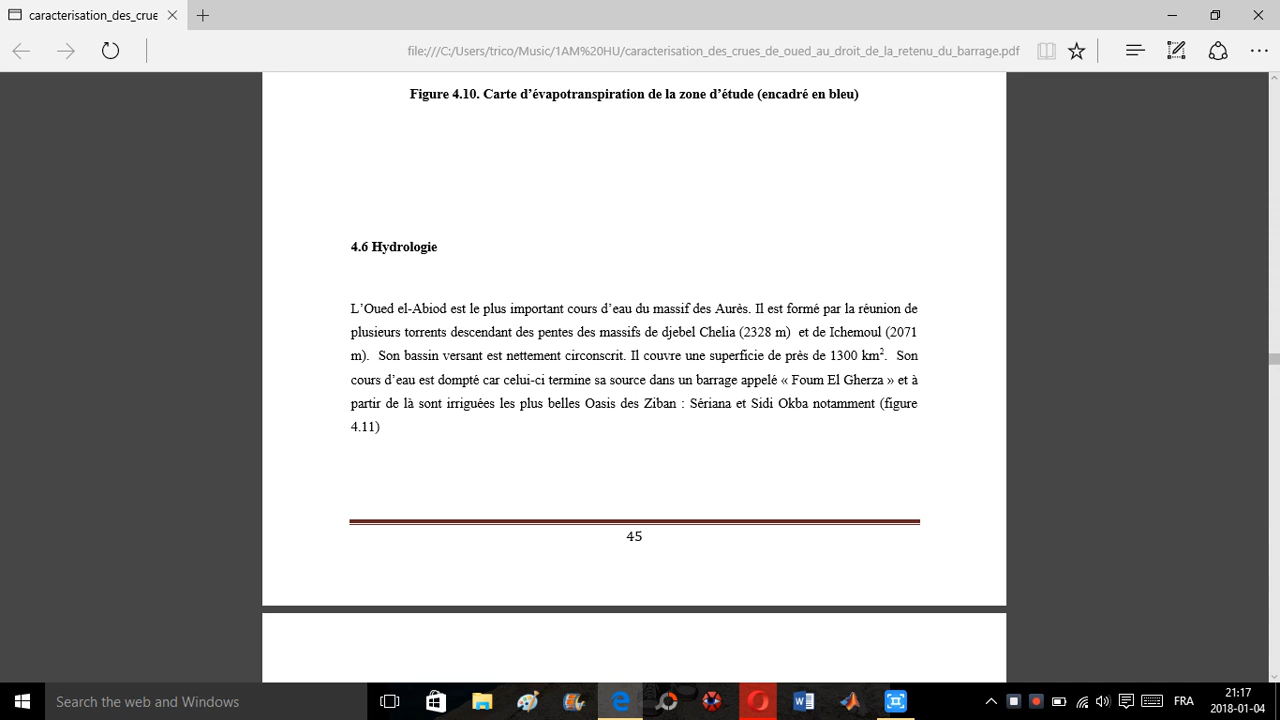 caracterisation_des_crue
file:///C:/Users/trico/Music/1AM%20HU/caracterisation_des_crues_de_oued_au_droit_de_la_retenu_du_barrage.pdf
Figure 4.10. Carte d’évapotranspiration de la zone d’étude (encadré en bleu)
4.6 Hydrologie
L’Oued el-Abiod est le plus important cours d’eau du massif des Aurès. Il est formé par la réunion de
plusieurs torrents descendant des pentes des massifs de djebel Chelia (2328 m) et de Ichemoul (2071
m). Son bassin versant est nettement circonscrit. Il couvre une superficie de près de 1300 km². Son
cours d’eau est dompté car celui-ci termine sa source dans un barrage appelé « Foum El Gherza » et à
partir de là sont irriguées les plus belles Oasis des Ziban : Sériana et Sidi Okba notamment (figure
4.11)
45
Search the web and Windows
FRA
21:17
2018-01-04